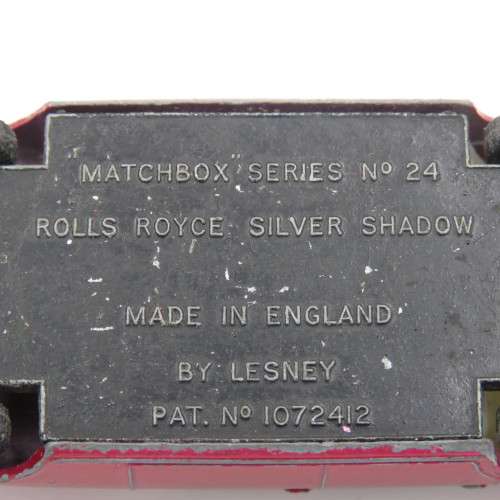 "MATCHBOX" SERIES Nº 24
ROLLS ROYCE SILVER SHADOW
MADE IN ENGLAND
BY LESNEY
PAT. Nº 1072412